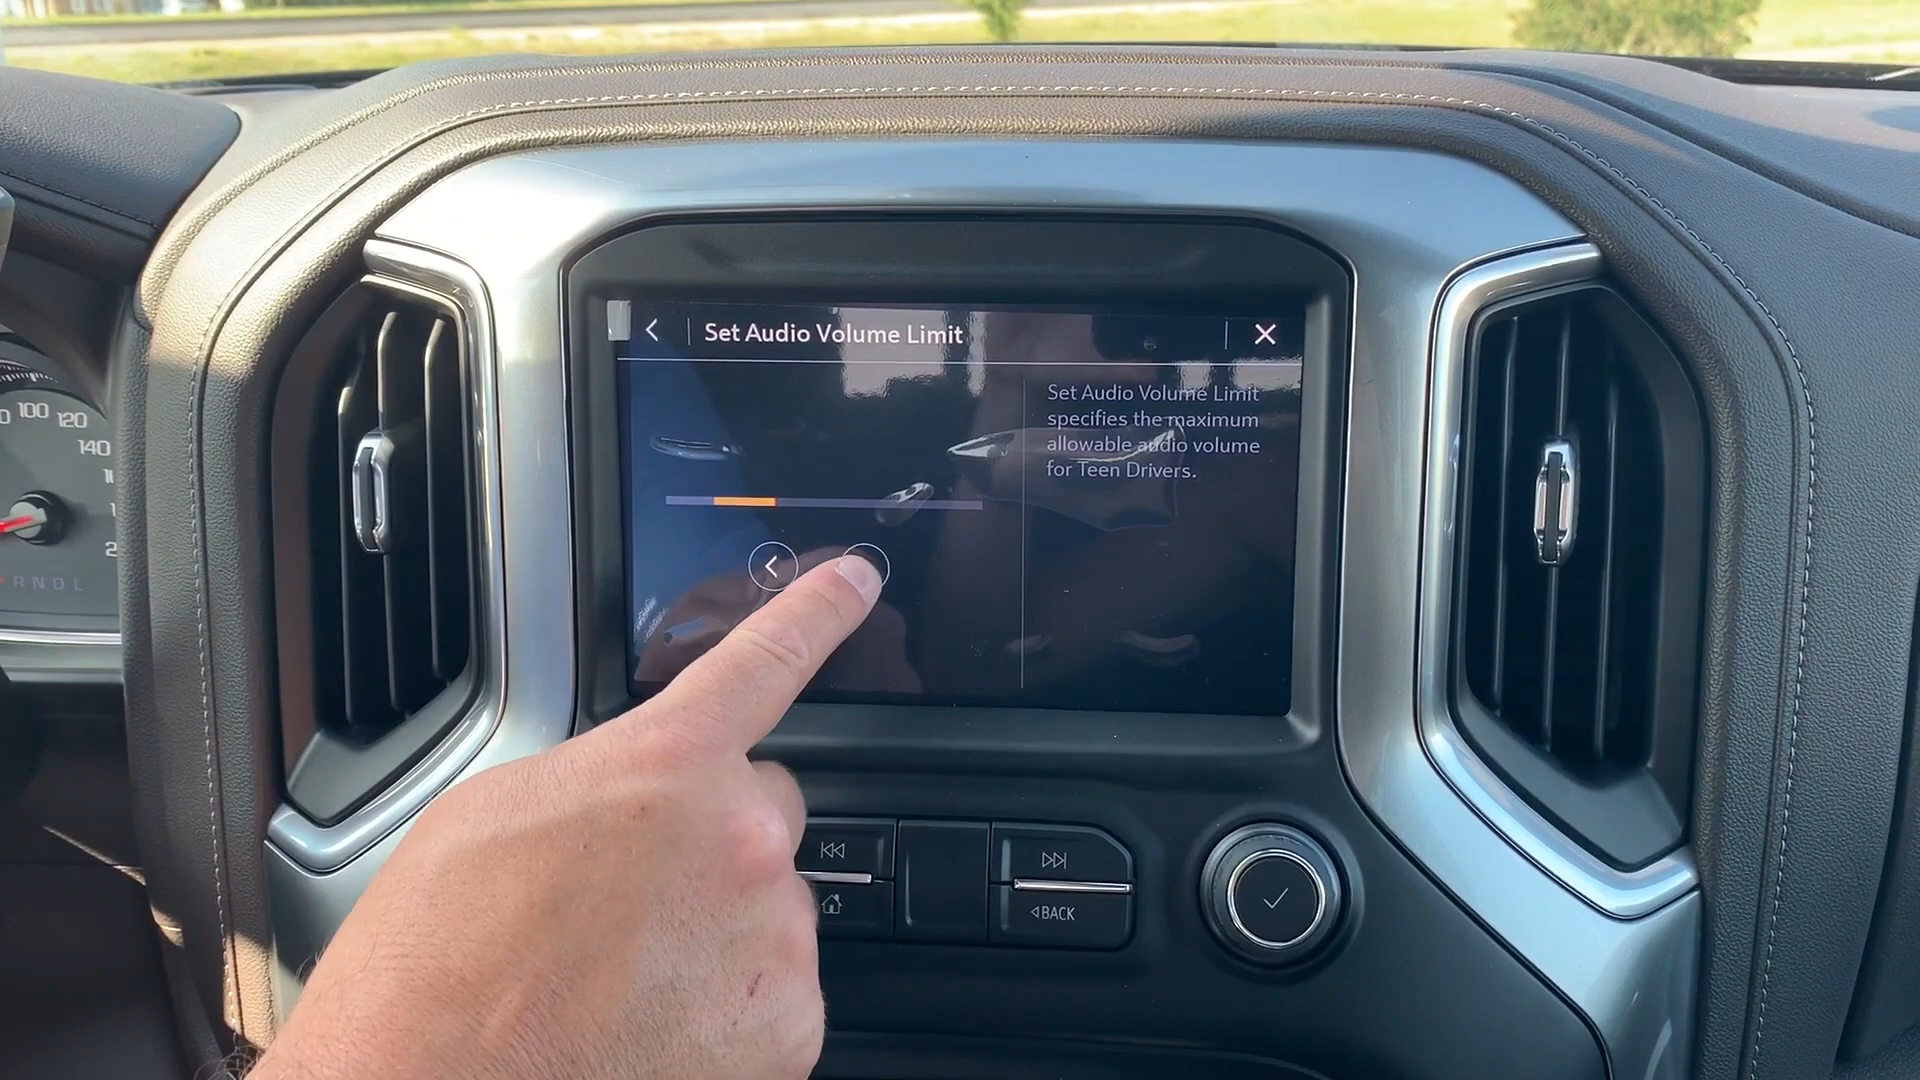 Set Audio Volume Limit
Set Audio Volume Limit
specifies the maximum
allowable audio volume
for Teen Drivers.
100
120
140
R N D L
BACK